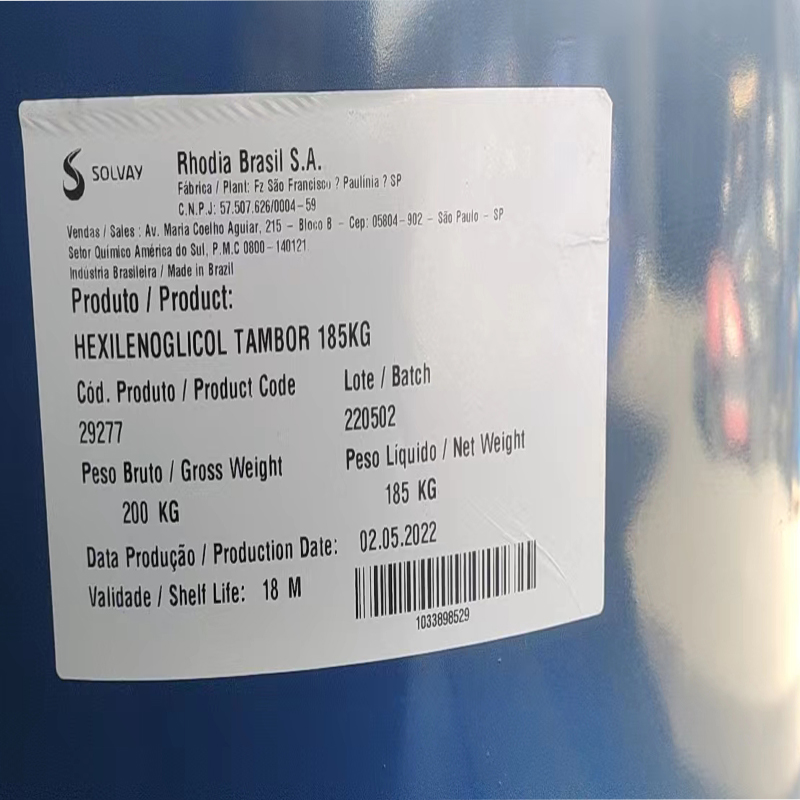 SOLVAY
Rhodia Brasil S.A.
Fábrica / Plant: Fz São Francisco ? Paulinia ? SP
C.N.P.J: 57.507.626/0004-59
Vendas / Sales : Av. Maria Coelho Aguiar, 215 - Bloco B - Cep: 05804-902 - São Paulo - SP
Setor Químico América do Sul, P.M.C 0800-140121
Indústria Brasileira / Made in Brazil
Produto / Product:
HEXILENOGLICOL TAMBOR 185KG
Cód. Produto / Product Code Lote / Batch
29277 220502
Peso Bruto / Gross Weight Peso Líquido / Net Weight
200 KG 185 KG
Data Produção / Production Date: 02.05.2022
Validade / Shelf Life: 18 M
1033898529